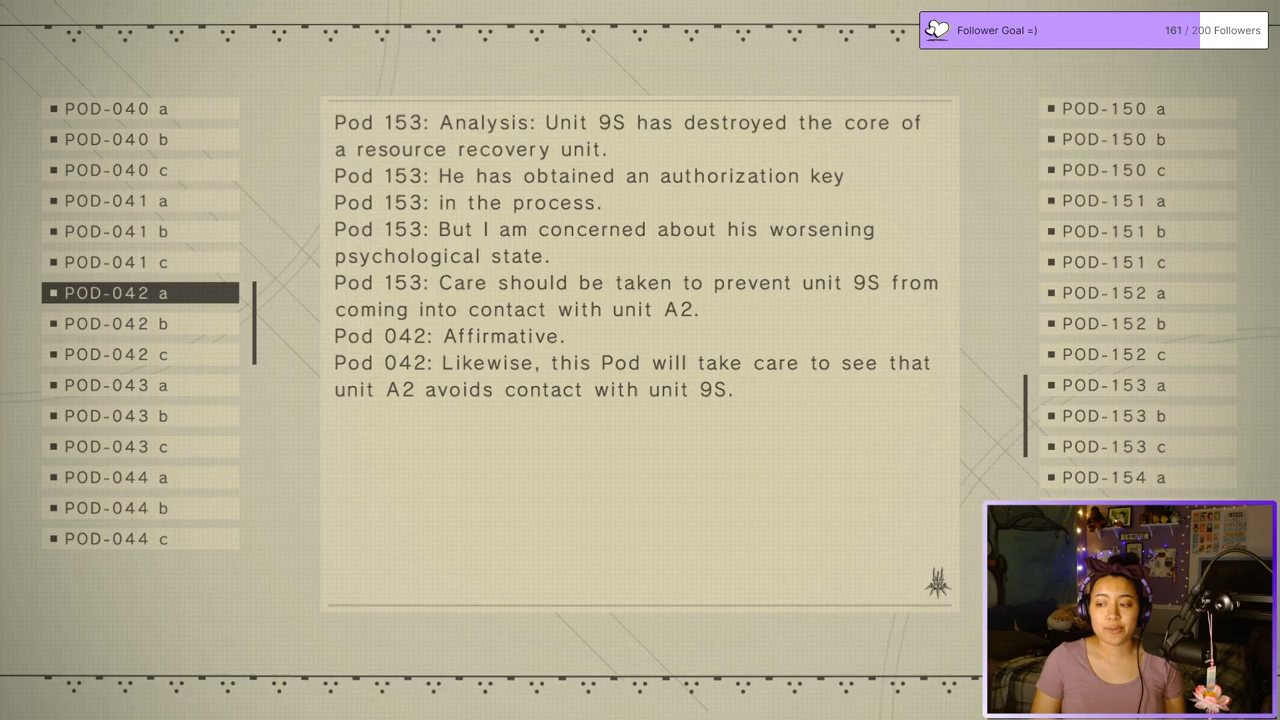 Follower Goal =)
161 / 200 Followers
POD-040 a
POD-040 b
POD-040 c
POD-041 a
POD-041 b
POD-041 c
POD-042 a
POD-042 b
POD-042 c
POD-043 a
POD-043 b
POD-043 c
POD-044 a
POD-044 b
POD-044 c
Pod 153: Analysis: Unit 9S has destroyed the core of
a resource recovery unit.
Pod 153: He has obtained an authorization key
Pod 153: in the process.
Pod 153: But I am concerned about his worsening
psychological state.
Pod 153: Care should be taken to prevent unit 9S from
coming into contact with unit A2.
Pod 042: Affirmative.
Pod 042: Likewise, this Pod will take care to see that
unit A2 avoids contact with unit 9S.
POD-150 a
POD-150 b
POD-150 c
POD-151 a
POD-151 b
POD-151 c
POD-152 a
POD-152 b
POD-152 c
POD-153 a
POD-153 b
POD-153 c
POD-154 a